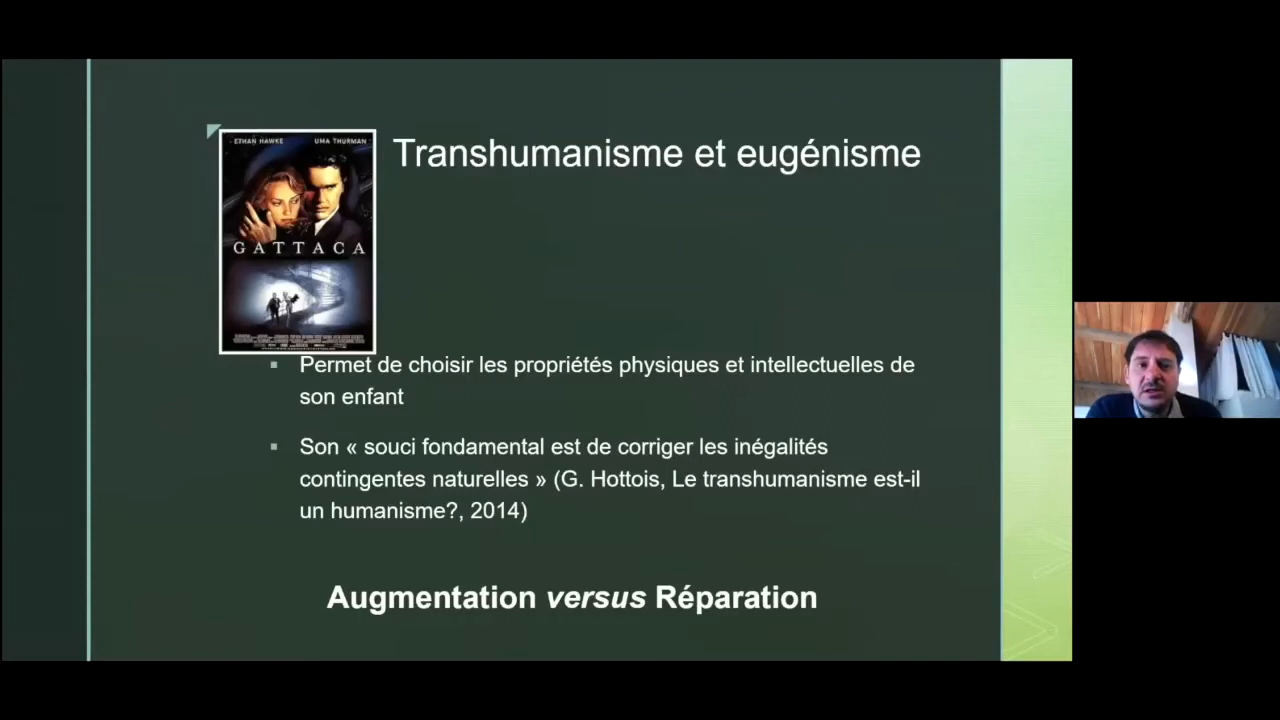 ETHAN HAWKE UMA THURMAN
GATTACA
Transhumanisme et eugénisme
Permet de choisir les propriétés physiques et intellectuelles de
son enfant
Son « souci fondamental est de corriger les inégalités
contingentes naturelles » (G. Hottois, Le transhumanisme est-il
un humanisme?, 2014)
Augmentation versus Réparation